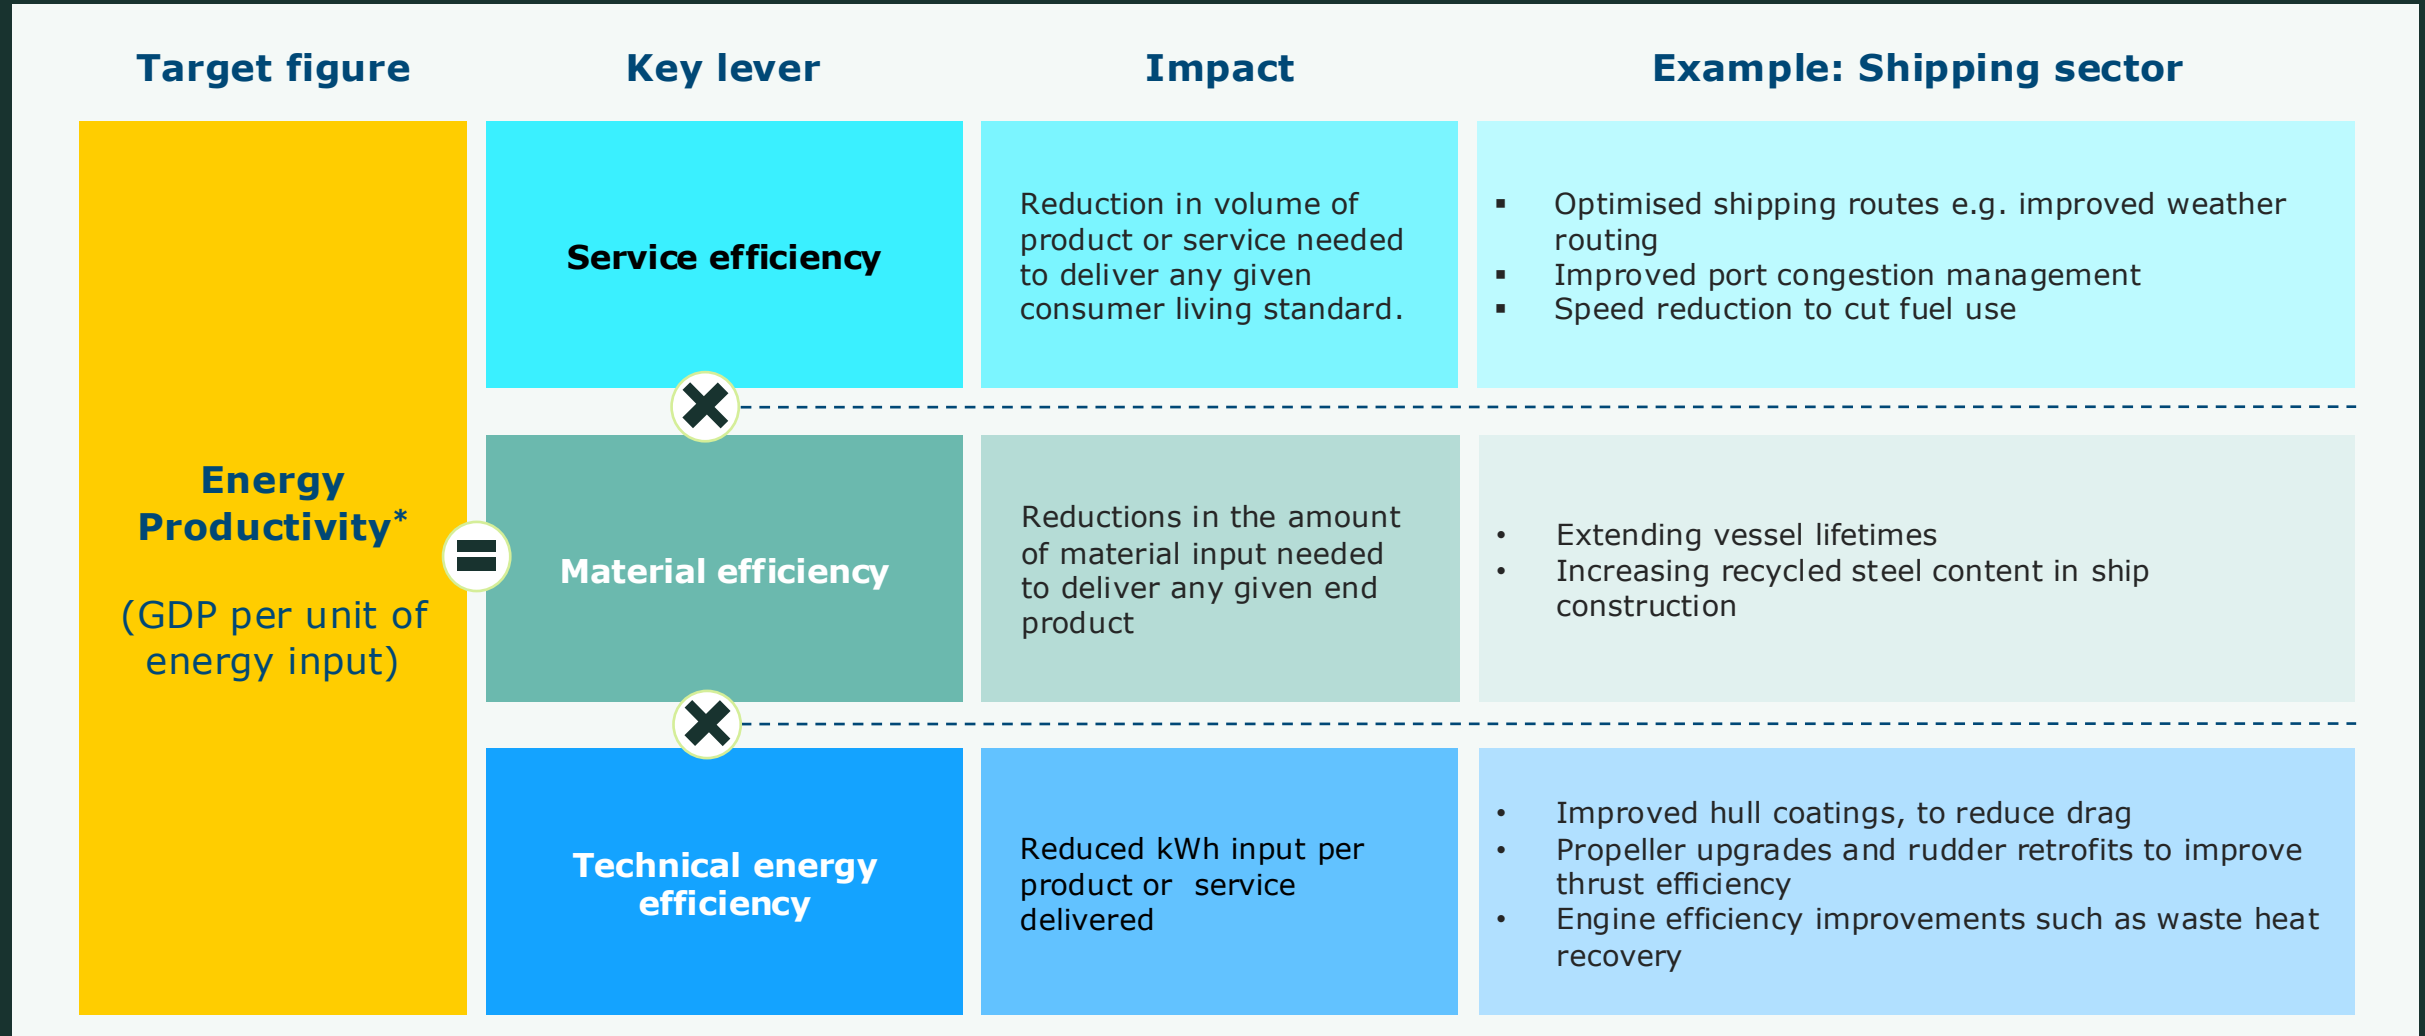 Target figure
Key lever
Impact
Example: Shipping sector
Energy
Productivity*
(GDP per unit of
energy input)
Service efficiency
Reduction in volume of
product or service needed
to deliver any given
consumer living standard.
▪ Optimised shipping routes e.g. improved weather
routing
▪ Improved port congestion management
▪ Speed reduction to cut fuel use
Material efficiency
Reductions in the amount
of material input needed
to deliver any given end
product
• Extending vessel lifetimes
• Increasing recycled steel content in ship
construction
Technical energy
efficiency
Reduced kWh input per
product or service
delivered
• Improved hull coatings, to reduce drag
• Propeller upgrades and rudder retrofits to improve
thrust efficiency
• Engine efficiency improvements such as waste heat
recovery